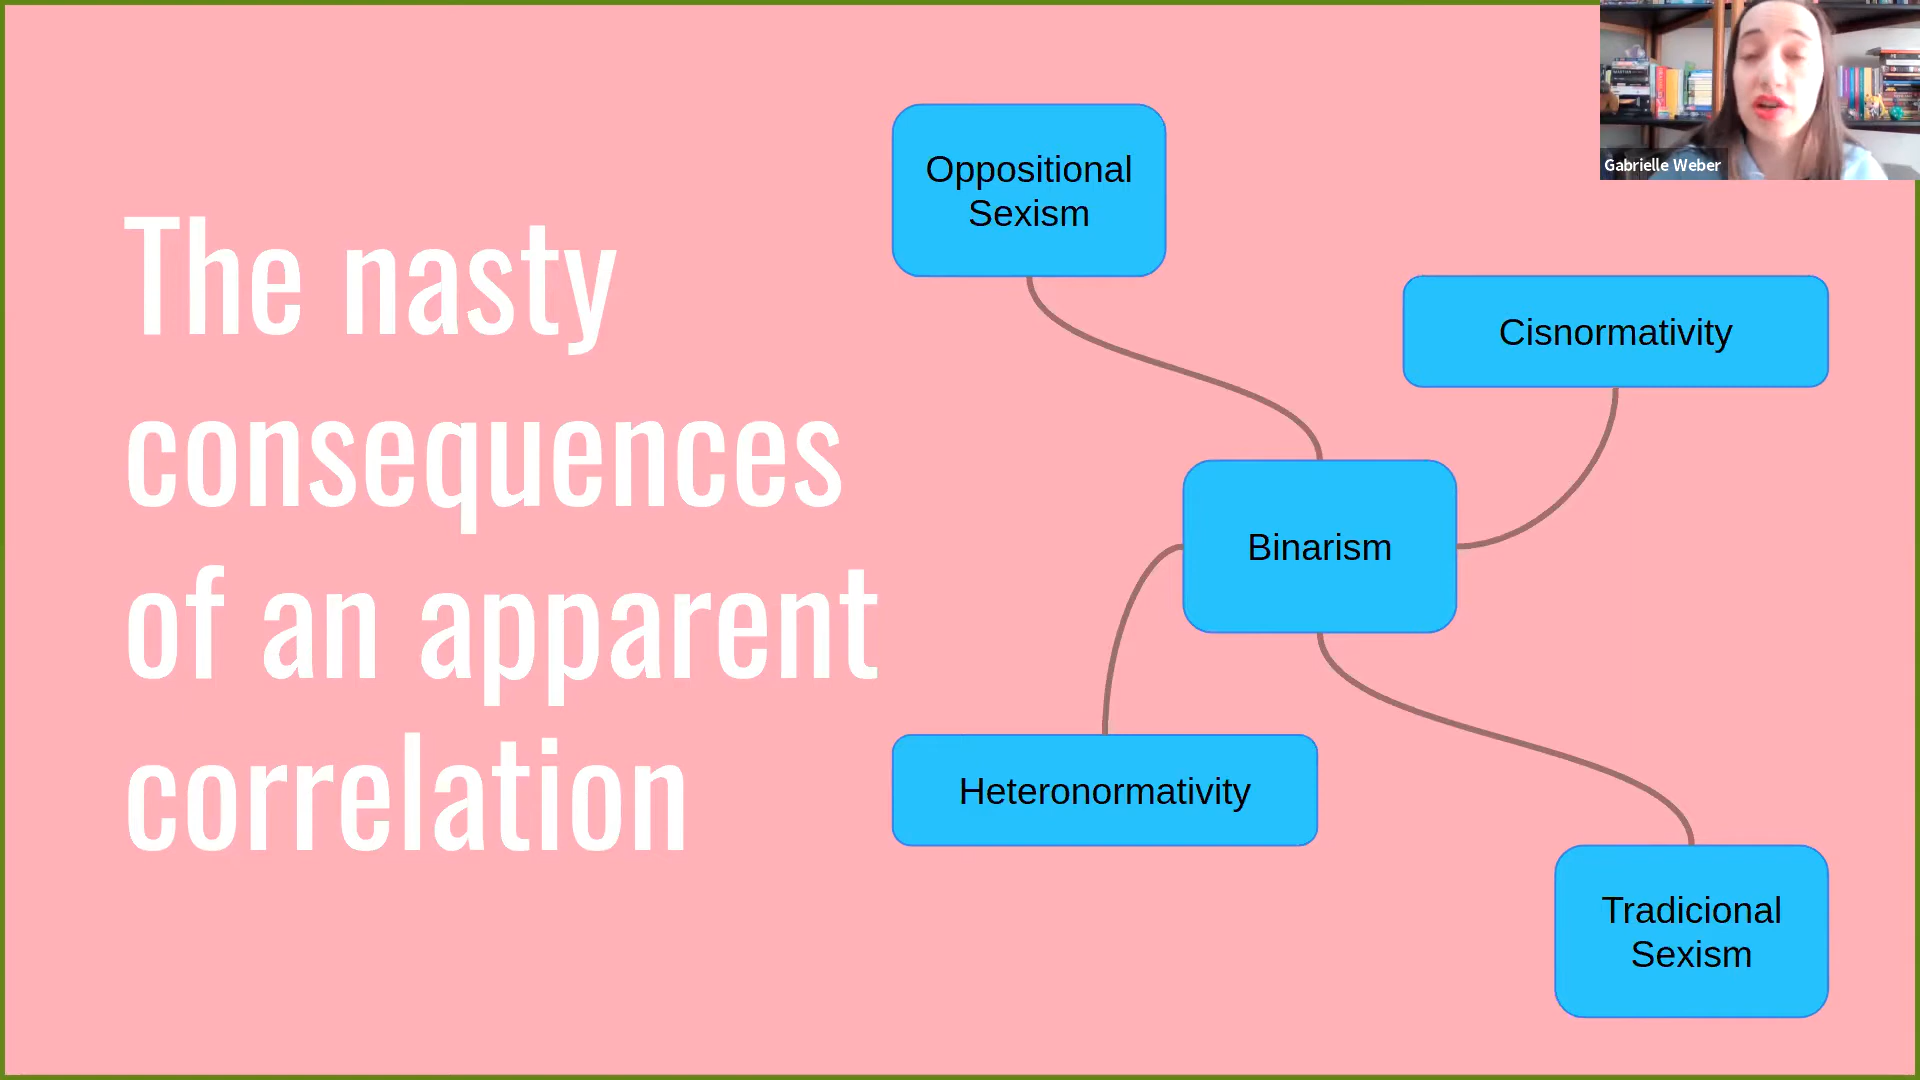 The nasty
consequences
of an apparent
correlation
Oppositional
Sexism
Cisnormativity
Binarism
Heteronormativity
Tradicional
Sexism
Gabrielle Weber